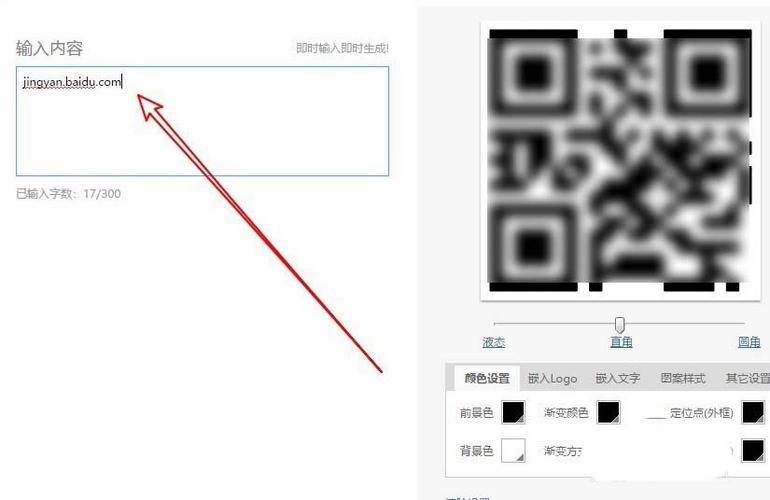 输入内容
即时输入即时生成!
jingyan.baidu.com
已输入字数：17/300
液态
直角
圆角
颜色设置
嵌入Logo
嵌入文字
图案样式
其它设置
前景色
渐变颜色
定位点(外框)
背景色
渐变方